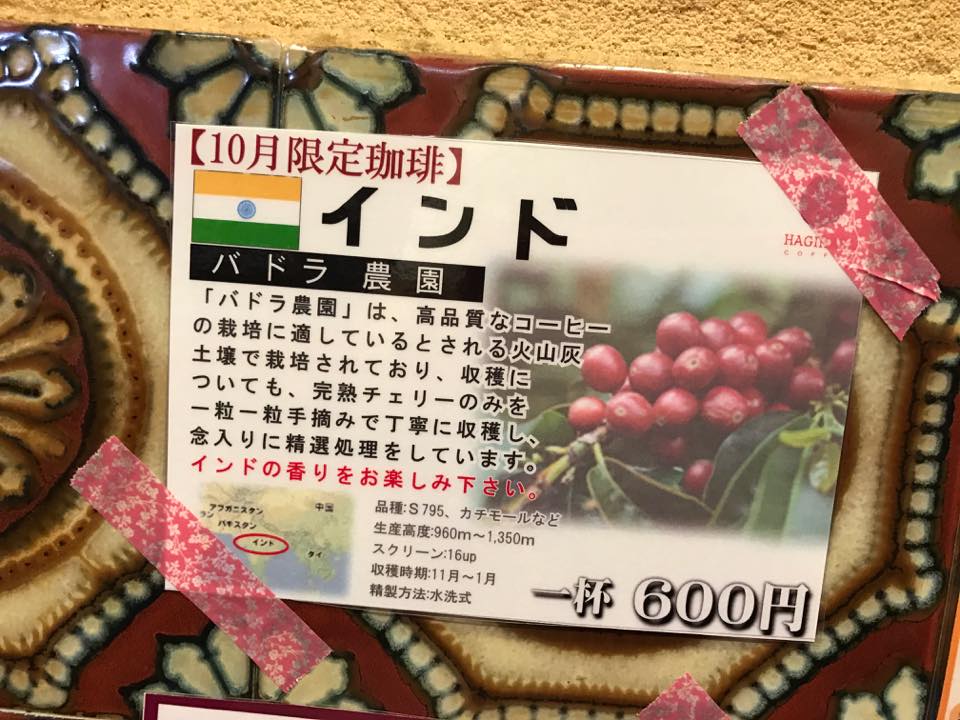 【10月限定珈琲】
インド
バドラ農園
「バドラ農園」は、高品質なコーヒー
の栽培に適しているとされる火山灰
土壌で栽培されており、収穫に
ついても、完熟チェリーのみを
一粒一粒手摘みで丁寧に収穫し、
念入りに精選処理をしています。
インドの香りをお楽しみ下さい。
アフガニスタン
中国
ラン
パキスタン
インド
タイ
品種:S795、カチモールなど
生産高度:960m〜1,350m
スクリーン:16up
収穫時期:11月〜1月
精製方法:水洗式
一杯 600円